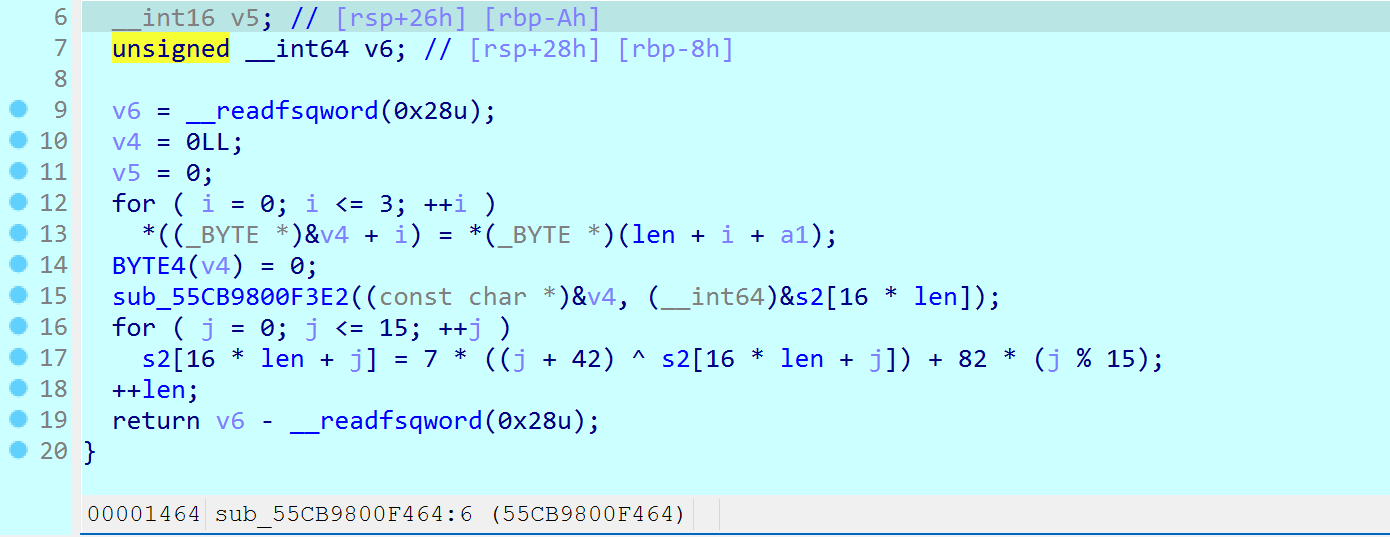 6 __int16 v5; // [rsp+26h] [rbp-Ah]
7 unsigned __int64 v6; // [rsp+28h] [rbp-8h]
8
9 v6 = __readfsqword(0x28u);
10 v4 = 0LL;
11 v5 = 0;
12 for ( i = 0; i <= 3; ++i )
13 *((_BYTE *)&v4 + i) = *(_BYTE *)(len + i + a1);
14 BYTE4(v4) = 0;
15 sub_55CB9800F3E2((const char *)&v4, (__int64)&s2[16 * len]);
16 for ( j = 0; j <= 15; ++j )
17 s2[16 * len + j] = 7 * ((j + 42) ^ s2[16 * len + j]) + 82 * (j % 15);
18 ++len;
19 return v6 - __readfsqword(0x28u);
20 }
00001464 sub_55CB9800F464:6 (55CB9800F464)